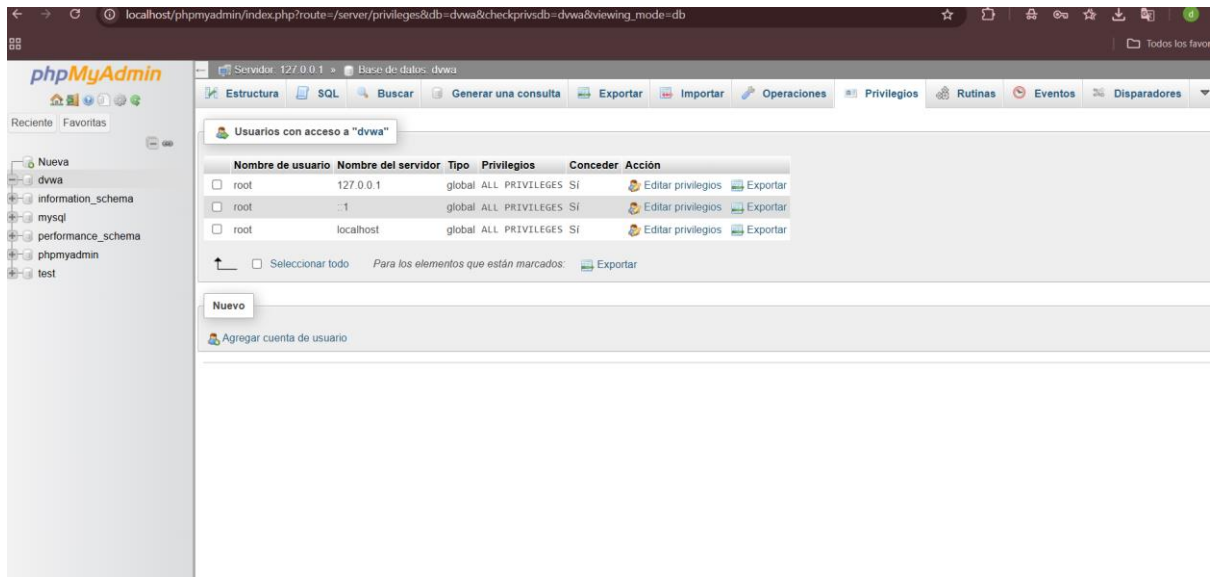 localhost/phpmyadmin/index.php?route=/server/privileges&db=dvwa&checkprivsdb=dvwa&viewing_mode=db
Todos los favor
phpMyAdmin
Reciente Favoritas
Nueva
dvwa
information_schema
mysql
performance_schema
phpmyadmin
test
Servidor: 127.0.0.1 » Base de datos: dvwa
Estructura SQL Buscar Generar una consulta Exportar Importar Operaciones Privilegios Rutinas Eventos Disparadores
Usuarios con acceso a "dvwa"
Nombre de usuario Nombre del servidor Tipo Privilegios Conceder Acción
root 127.0.0.1 global ALL PRIVILEGES Sí Editar privilegios Exportar
root ::1 global ALL PRIVILEGES Sí Editar privilegios Exportar
root localhost global ALL PRIVILEGES Sí Editar privilegios Exportar
Seleccionar todo Para los elementos que están marcados: Exportar
Nuevo
Agregar cuenta de usuario